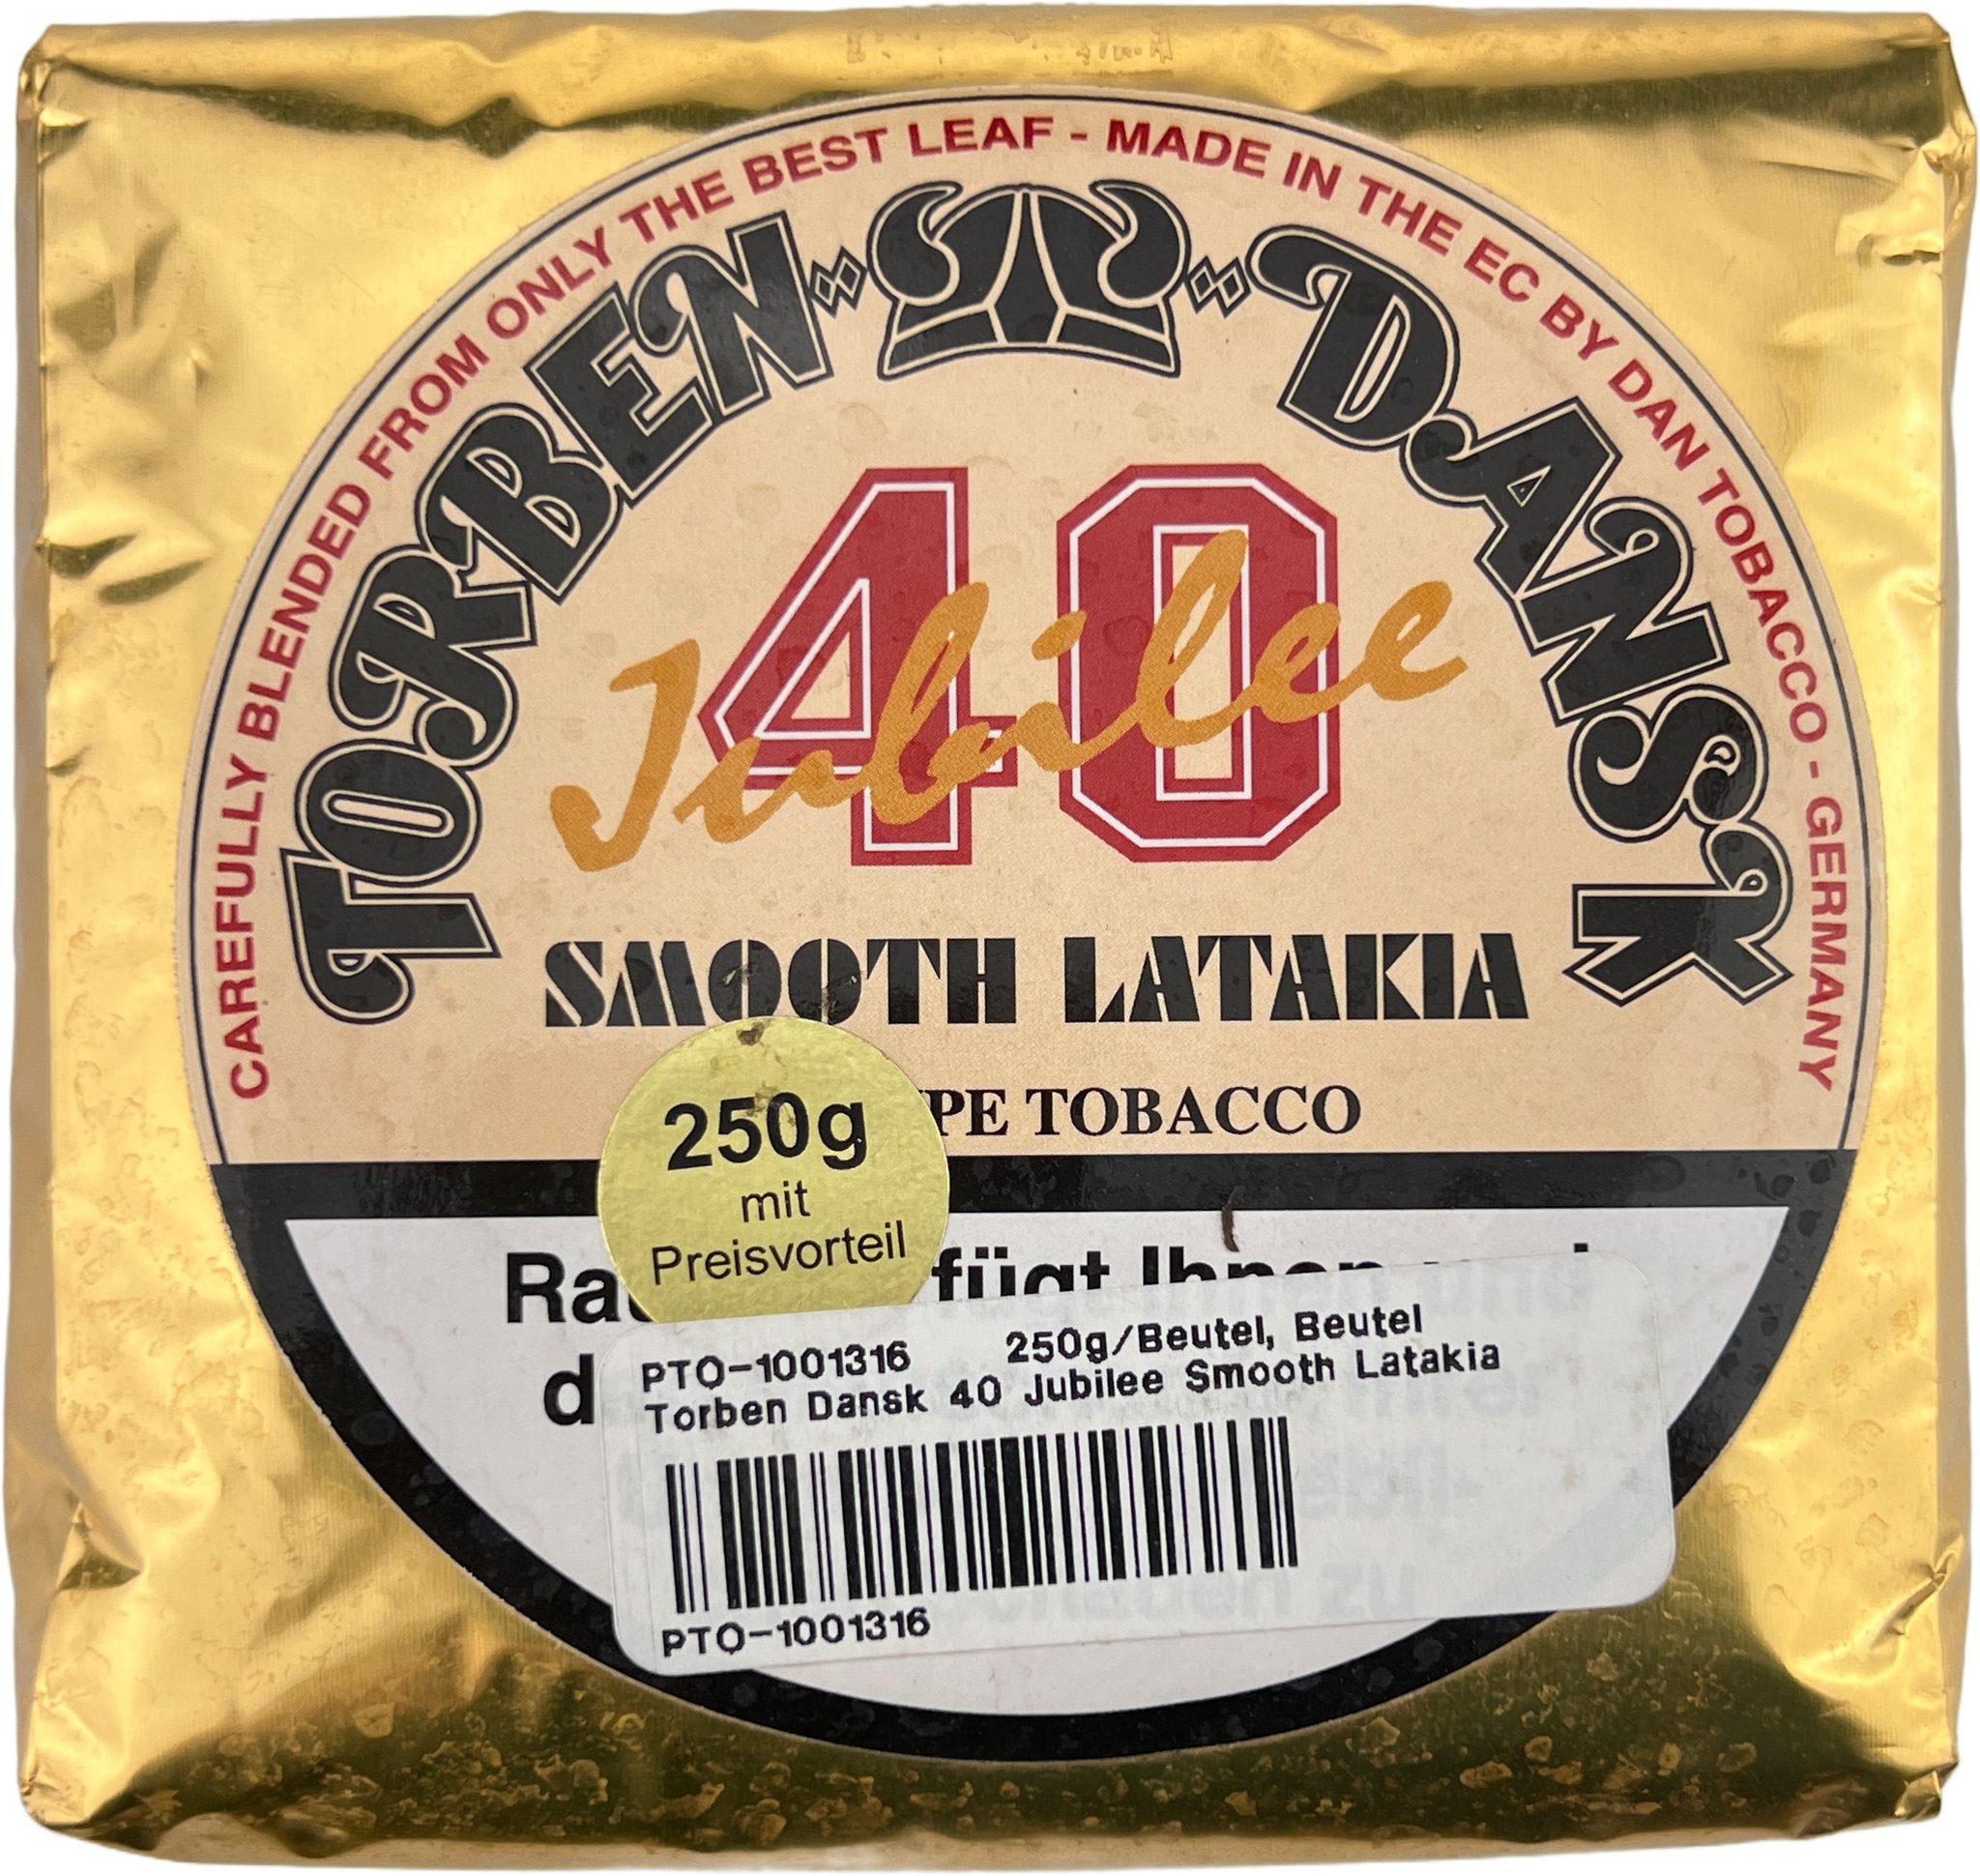 CAREFULLY BLENDED FROM ONLY THE BEST LEAF - MADE IN THE EC BY DAN TOBACCO - GERMANY
TORBEN DANSK
40
Jubilee
SMOOTH LATAKIA
TOBACCO
250g
mit
Preisvorteil
PTO-1001316 250g/Beutel, Beutel
Torben Dansk 40 Jubilee Smooth Latakia
PTO-1001316